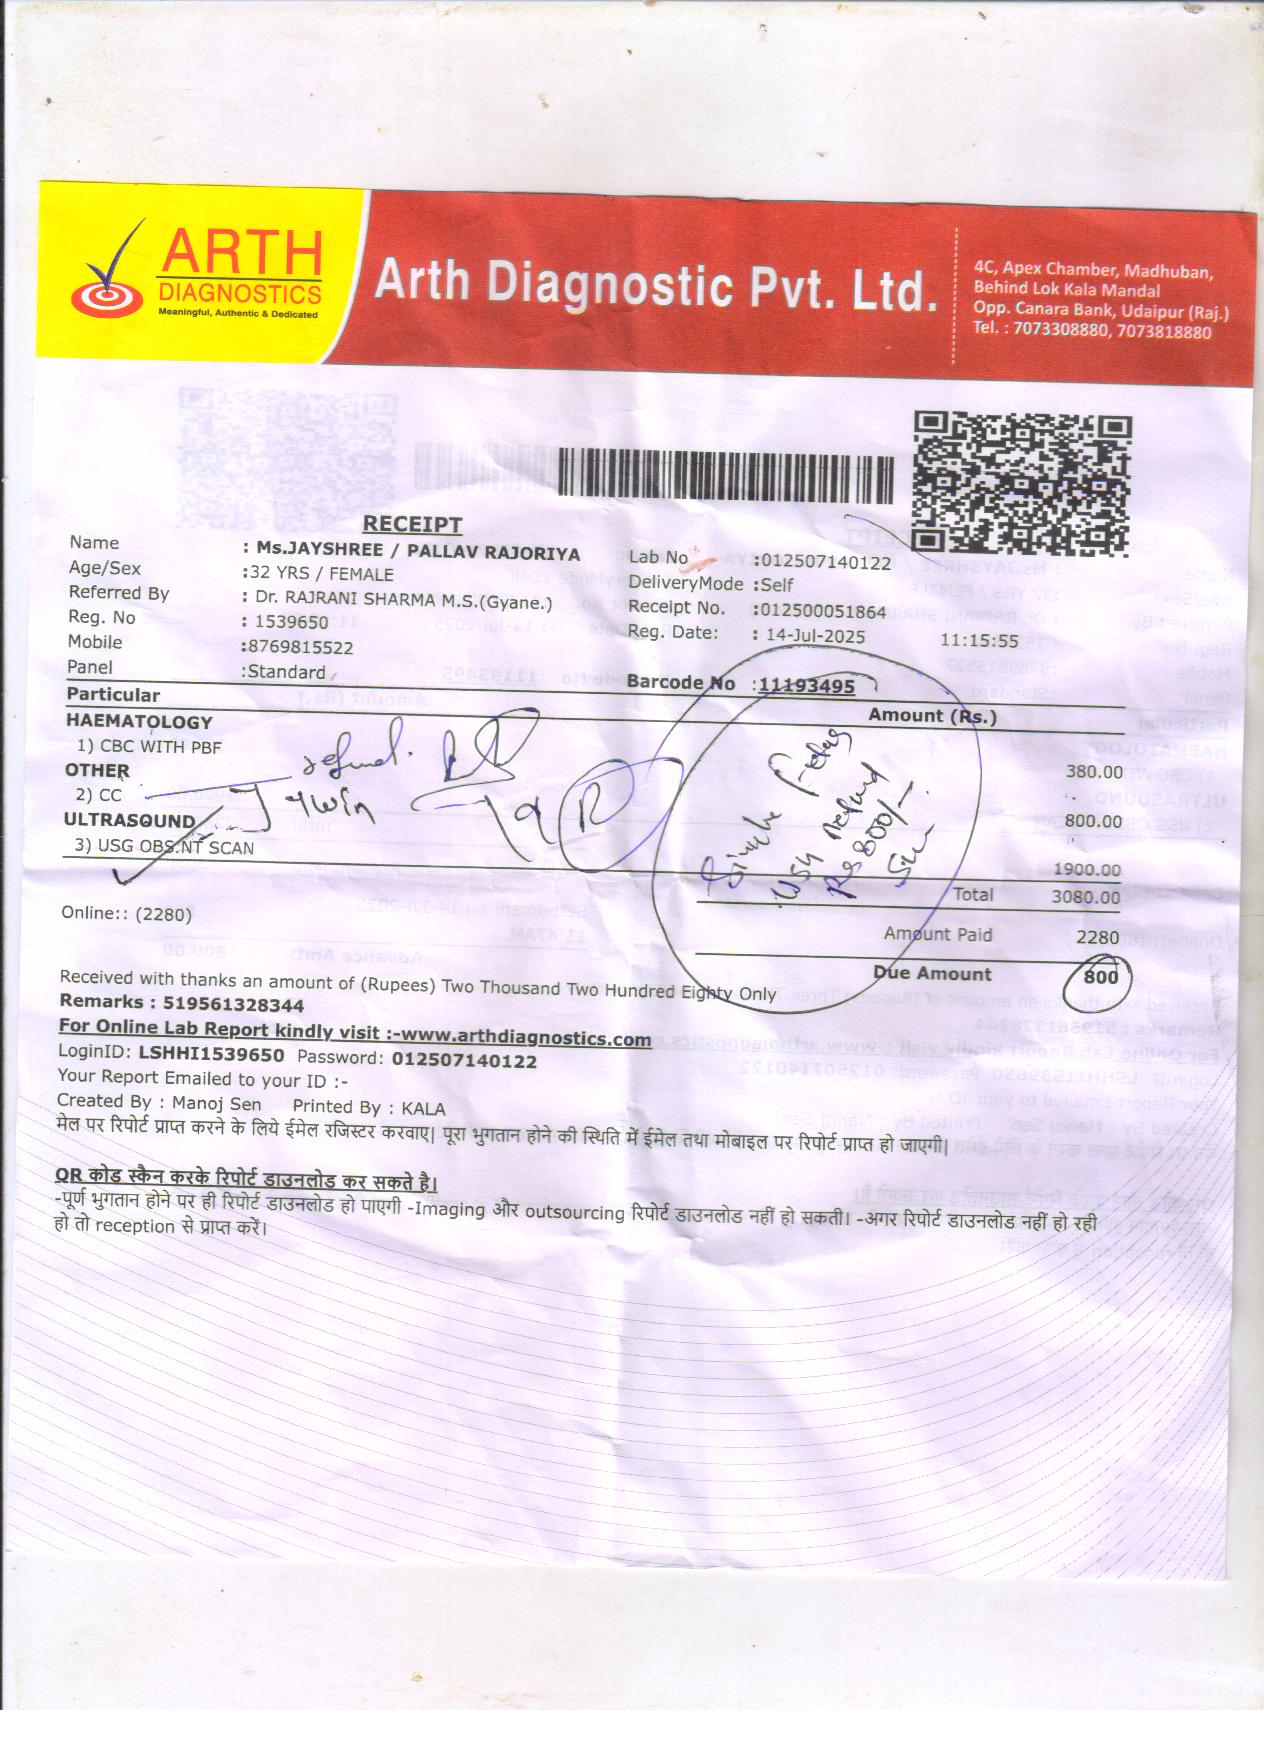 ARTH
DIAGNOSTICS
Meaningful, Authentic & Dedicated
Arth Diagnostic Pvt. Ltd.
4C, Apex Chamber, Madhuban,
Behind Lok Kala Mandal
Opp. Canara Bank, Udaipur (Raj.)
Tel. : 7073308880, 7073818880
RECEIPT
Name : Ms.JAYSHREE / PALLAV RAJORIYA Lab No :012507140122
Age/Sex :32 YRS / FEMALE DeliveryMode :Self
Referred By : Dr. RAJRANI SHARMA M.S.(Gyane.) Receipt No. :012500051864
Reg. No : 1539650 Reg. Date: : 14-Jul-2025 11:15:55
Mobile :8769815522
Panel :Standard Barcode No :11193495
Particular Amount (Rs.)
HAEMATOLOGY
1) CBC WITH PBF 380.00
OTHER
2) CC 800.00
ULTRASOUND
3) USG OBS:NT SCAN 1900.00
refund.
Twin
R
Single Fetus
USG Refund
Rs 800/-
Total 3080.00
Online:: (2280)
Amount Paid 2280
Due Amount 800
Received with thanks an amount of (Rupees) Two Thousand Two Hundred Eighty Only
Remarks : 519561328344
For Online Lab Report kindly visit :-www.arthdiagnostics.com
LoginID: LSHHI1539650 Password: 012507140122
Your Report Emailed to your ID :-
Created By : Manoj Sen Printed By : KALA
मेल पर रिपोर्ट प्राप्त करने के लिये ईमेल रजिस्टर करवाए| पूरा भुगतान होने की स्थिति में ईमेल तथा मोबाइल पर रिपोर्ट प्राप्त हो जाएगी|
QR कोड स्कैन करके रिपोर्ट डाउनलोड कर सकते है|
-पूर्ण भुगतान होने पर ही रिपोर्ट डाउनलोड हो पाएगी -Imaging और outsourcing रिपोर्ट डाउनलोड नहीं हो सकती| -अगर रिपोर्ट डाउनलोड नहीं हो रही
हो तो reception से प्राप्त करें|